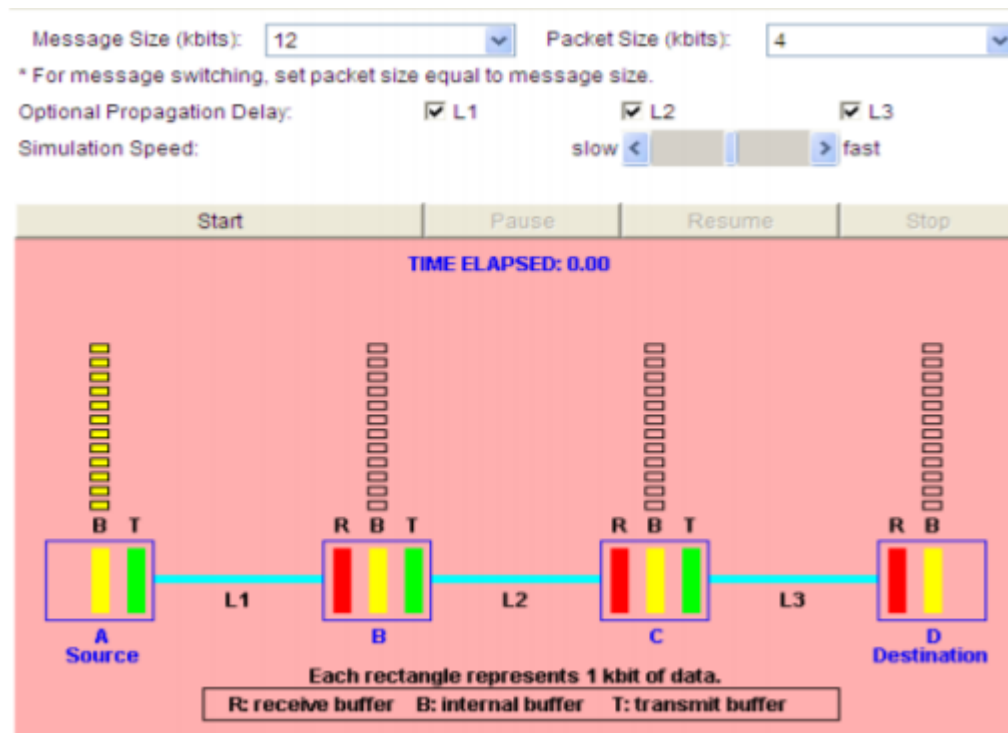 Message Size (kbits): 12 Packet Size (kbits): 4
* For message switching, set packet size equal to message size.
Optional Propagation Delay: L1 L2 L3
Simulation Speed: slow < > fast
Start Pause Resume Stop
TIME ELAPSED: 0.00
B T R B T R B T R B
L1 L2 L3
A B C D
Source Destination
Each rectangle represents 1 kbit of data.
R: receive buffer B: internal buffer T: transmit buffer